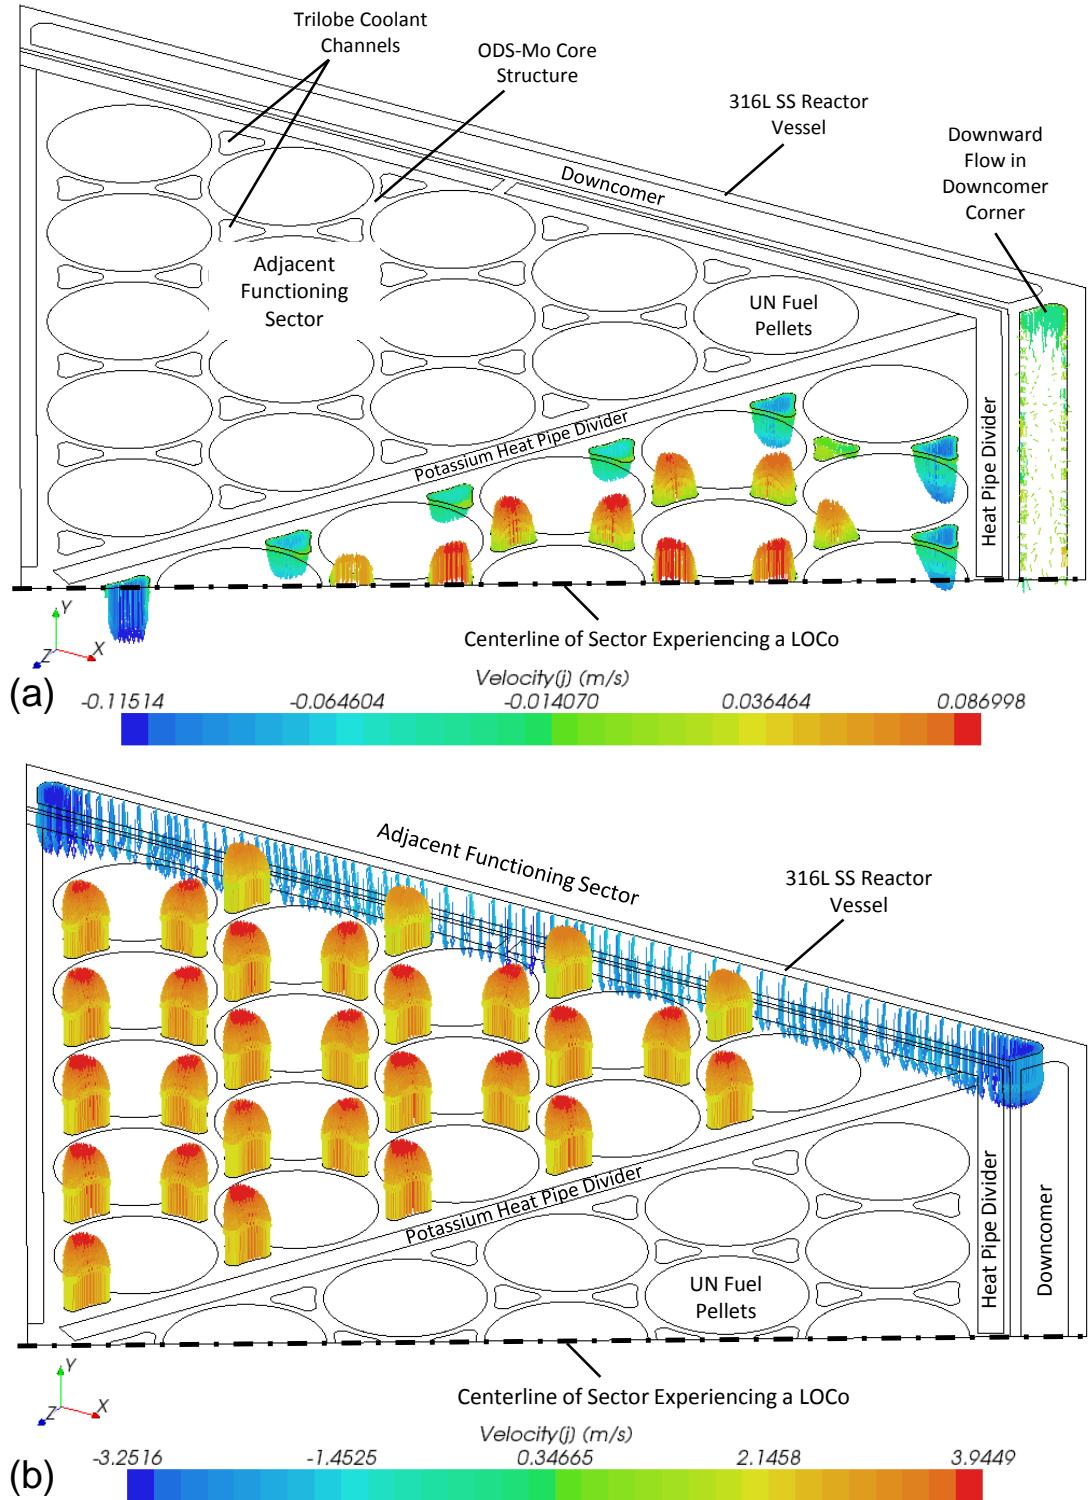 Trilobe Coolant
Channels
ODS-Mo Core
Structure
316L SS Reactor
Vessel
Downward
Flow in
Downcomer
Corner
Downcomer
Adjacent
Functioning
Sector
UN Fuel
Pellets
Potassium Heat Pipe Divider
Heat Pipe Divider
Centerline of Sector Experiencing a LOCo
Y
X
Z
(a)
Velocity(j) (m/s)
-0.11514 -0.064604 -0.014070 0.036464 0.086998
Adjacent Functioning Sector
316L SS Reactor
Vessel
Potassium Heat Pipe Divider
UN Fuel
Pellets
Heat Pipe Divider
Downcomer
Centerline of Sector Experiencing a LOCo
Y
X
Z
(b)
Velocity(j) (m/s)
-3.2516 -1.4525 0.34665 2.1458 3.9449